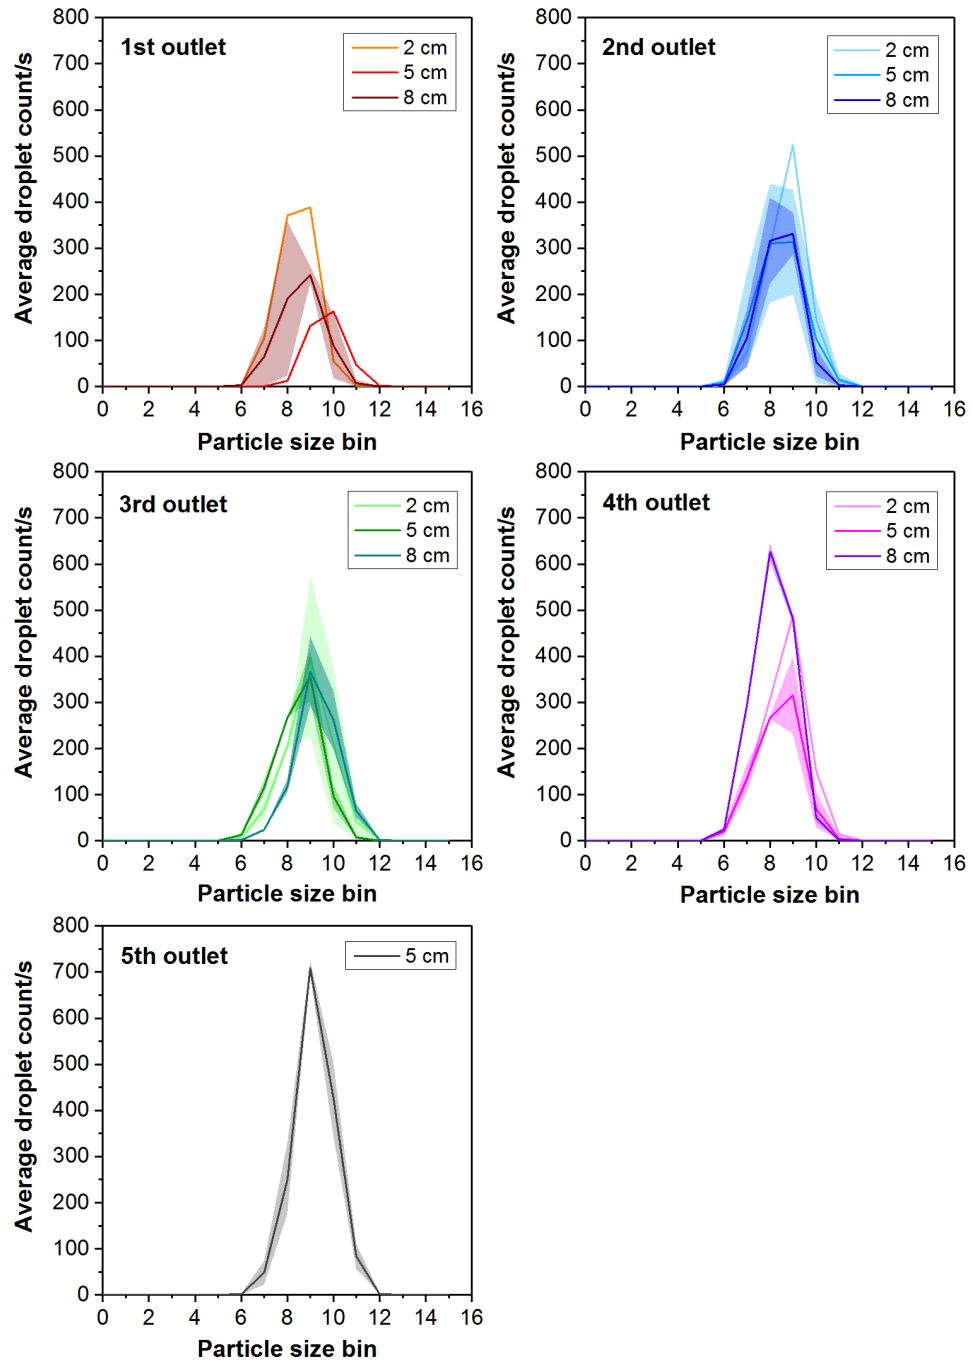 1st outlet
2 cm
5 cm
8 cm
Average droplet count/s
800
700
600
500
400
300
200
100
0
0 2 4 6 8 10 12 14 16
Particle size bin
2nd outlet
2 cm
5 cm
8 cm
Average droplet count/s
800
700
600
500
400
300
200
100
0
0 2 4 6 8 10 12 14 16
Particle size bin
3rd outlet
2 cm
5 cm
8 cm
Average droplet count/s
800
700
600
500
400
300
200
100
0
0 2 4 6 8 10 12 14 16
Particle size bin
4th outlet
2 cm
5 cm
8 cm
Average droplet count/s
800
700
600
500
400
300
200
100
0
0 2 4 6 8 10 12 14 16
Particle size bin
5th outlet
5 cm
Average droplet count/s
800
700
600
500
400
300
200
100
0
0 2 4 6 8 10 12 14 16
Particle size bin